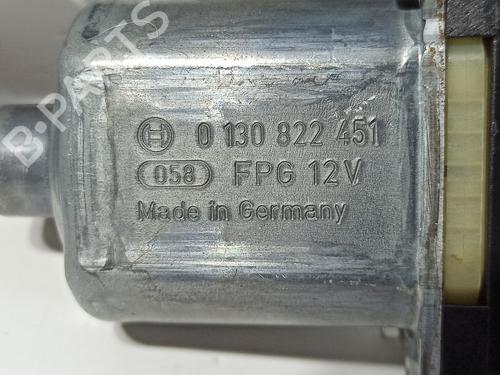 B-PARTS
0 130 822 451
058 FPG 12V
Made in Germany